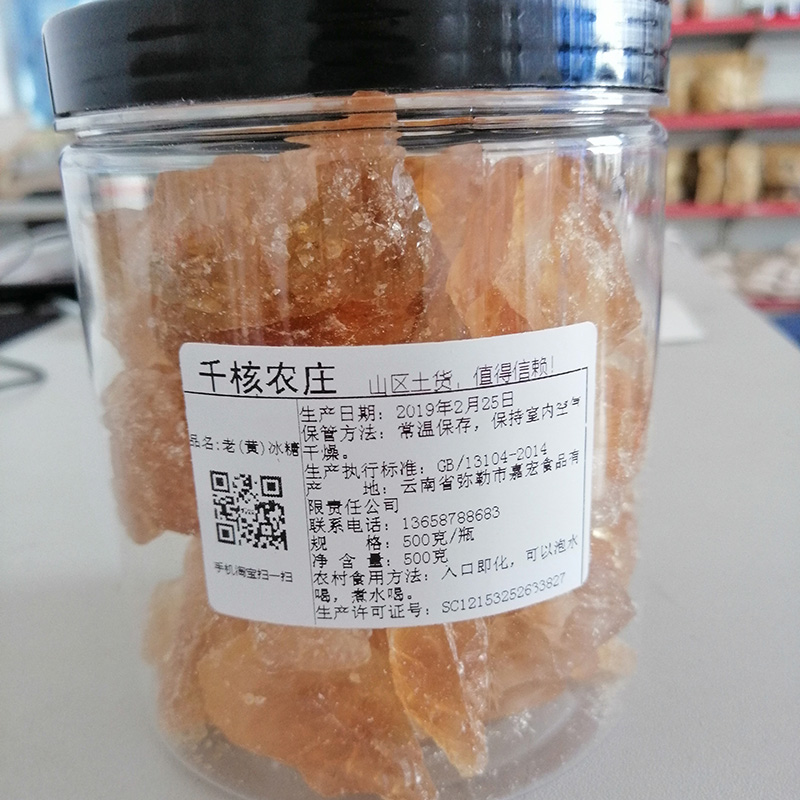 千核农庄 山区土货，值得信赖！
品名:老(黄)冰糖
手机淘宝扫一扫
生产日期：2019年2月25日
保管方法：常温保存，保持室内空气
干燥。
生产执行标准：GB/13104-2014
产 地：云南省弥勒市嘉宏食品有
限责任公司
联系电话：13658788683
规 格：500克/瓶
净 含 量：500克
农村食用方法：入口即化，可以泡水
喝，煮水喝。
生产许可证号：SC12153252633827